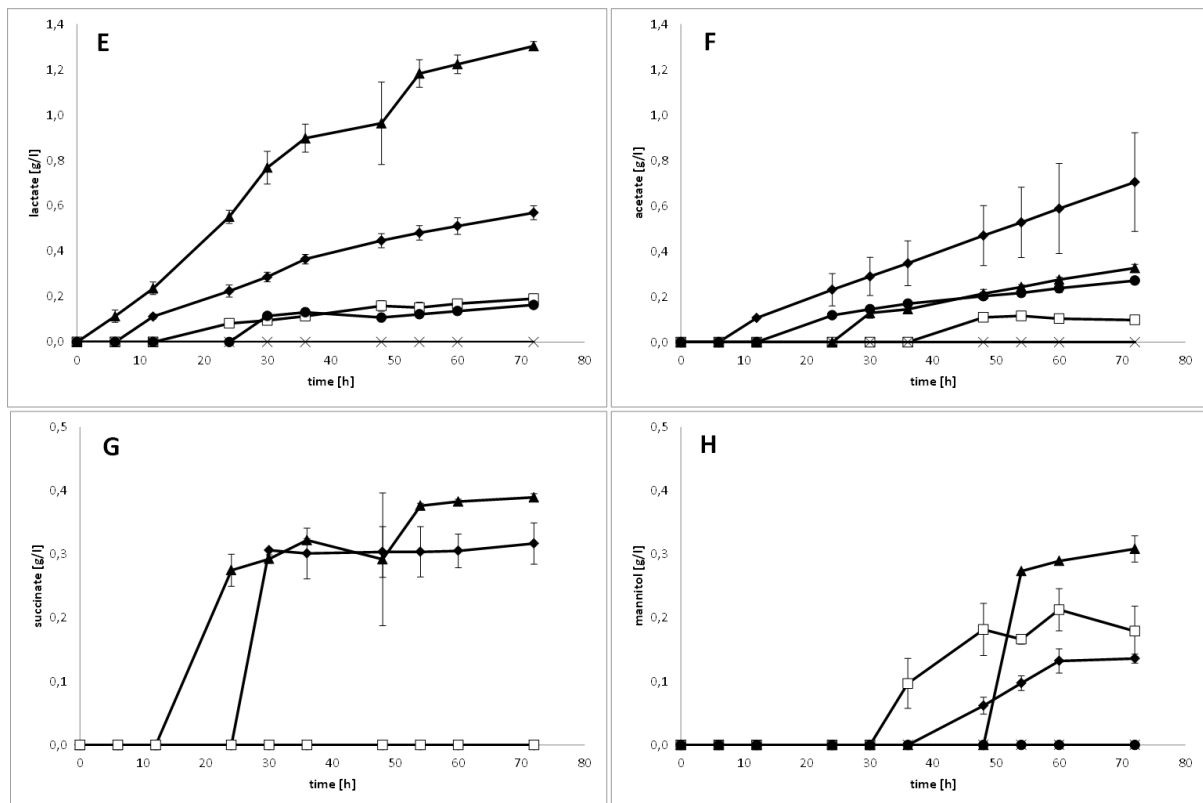 E
1,4
1,2
1,0
0,8
0,6
0,4
0,2
0,0
lactate [g/l]
0 10 20 30 40 50 60 70 80
time [h]
F
1,4
1,2
1,0
0,8
0,6
0,4
0,2
0,0
acetate [g/l]
0 10 20 30 40 50 60 70 80
time [h]
G
0,5
0,4
0,3
0,2
0,1
0,0
succinate [g/l]
0 10 20 30 40 50 60 70 80
time [h]
H
0,5
0,4
0,3
0,2
0,1
0,0
mannitol [g/l]
0 10 20 30 40 50 60 70 80
time [h]